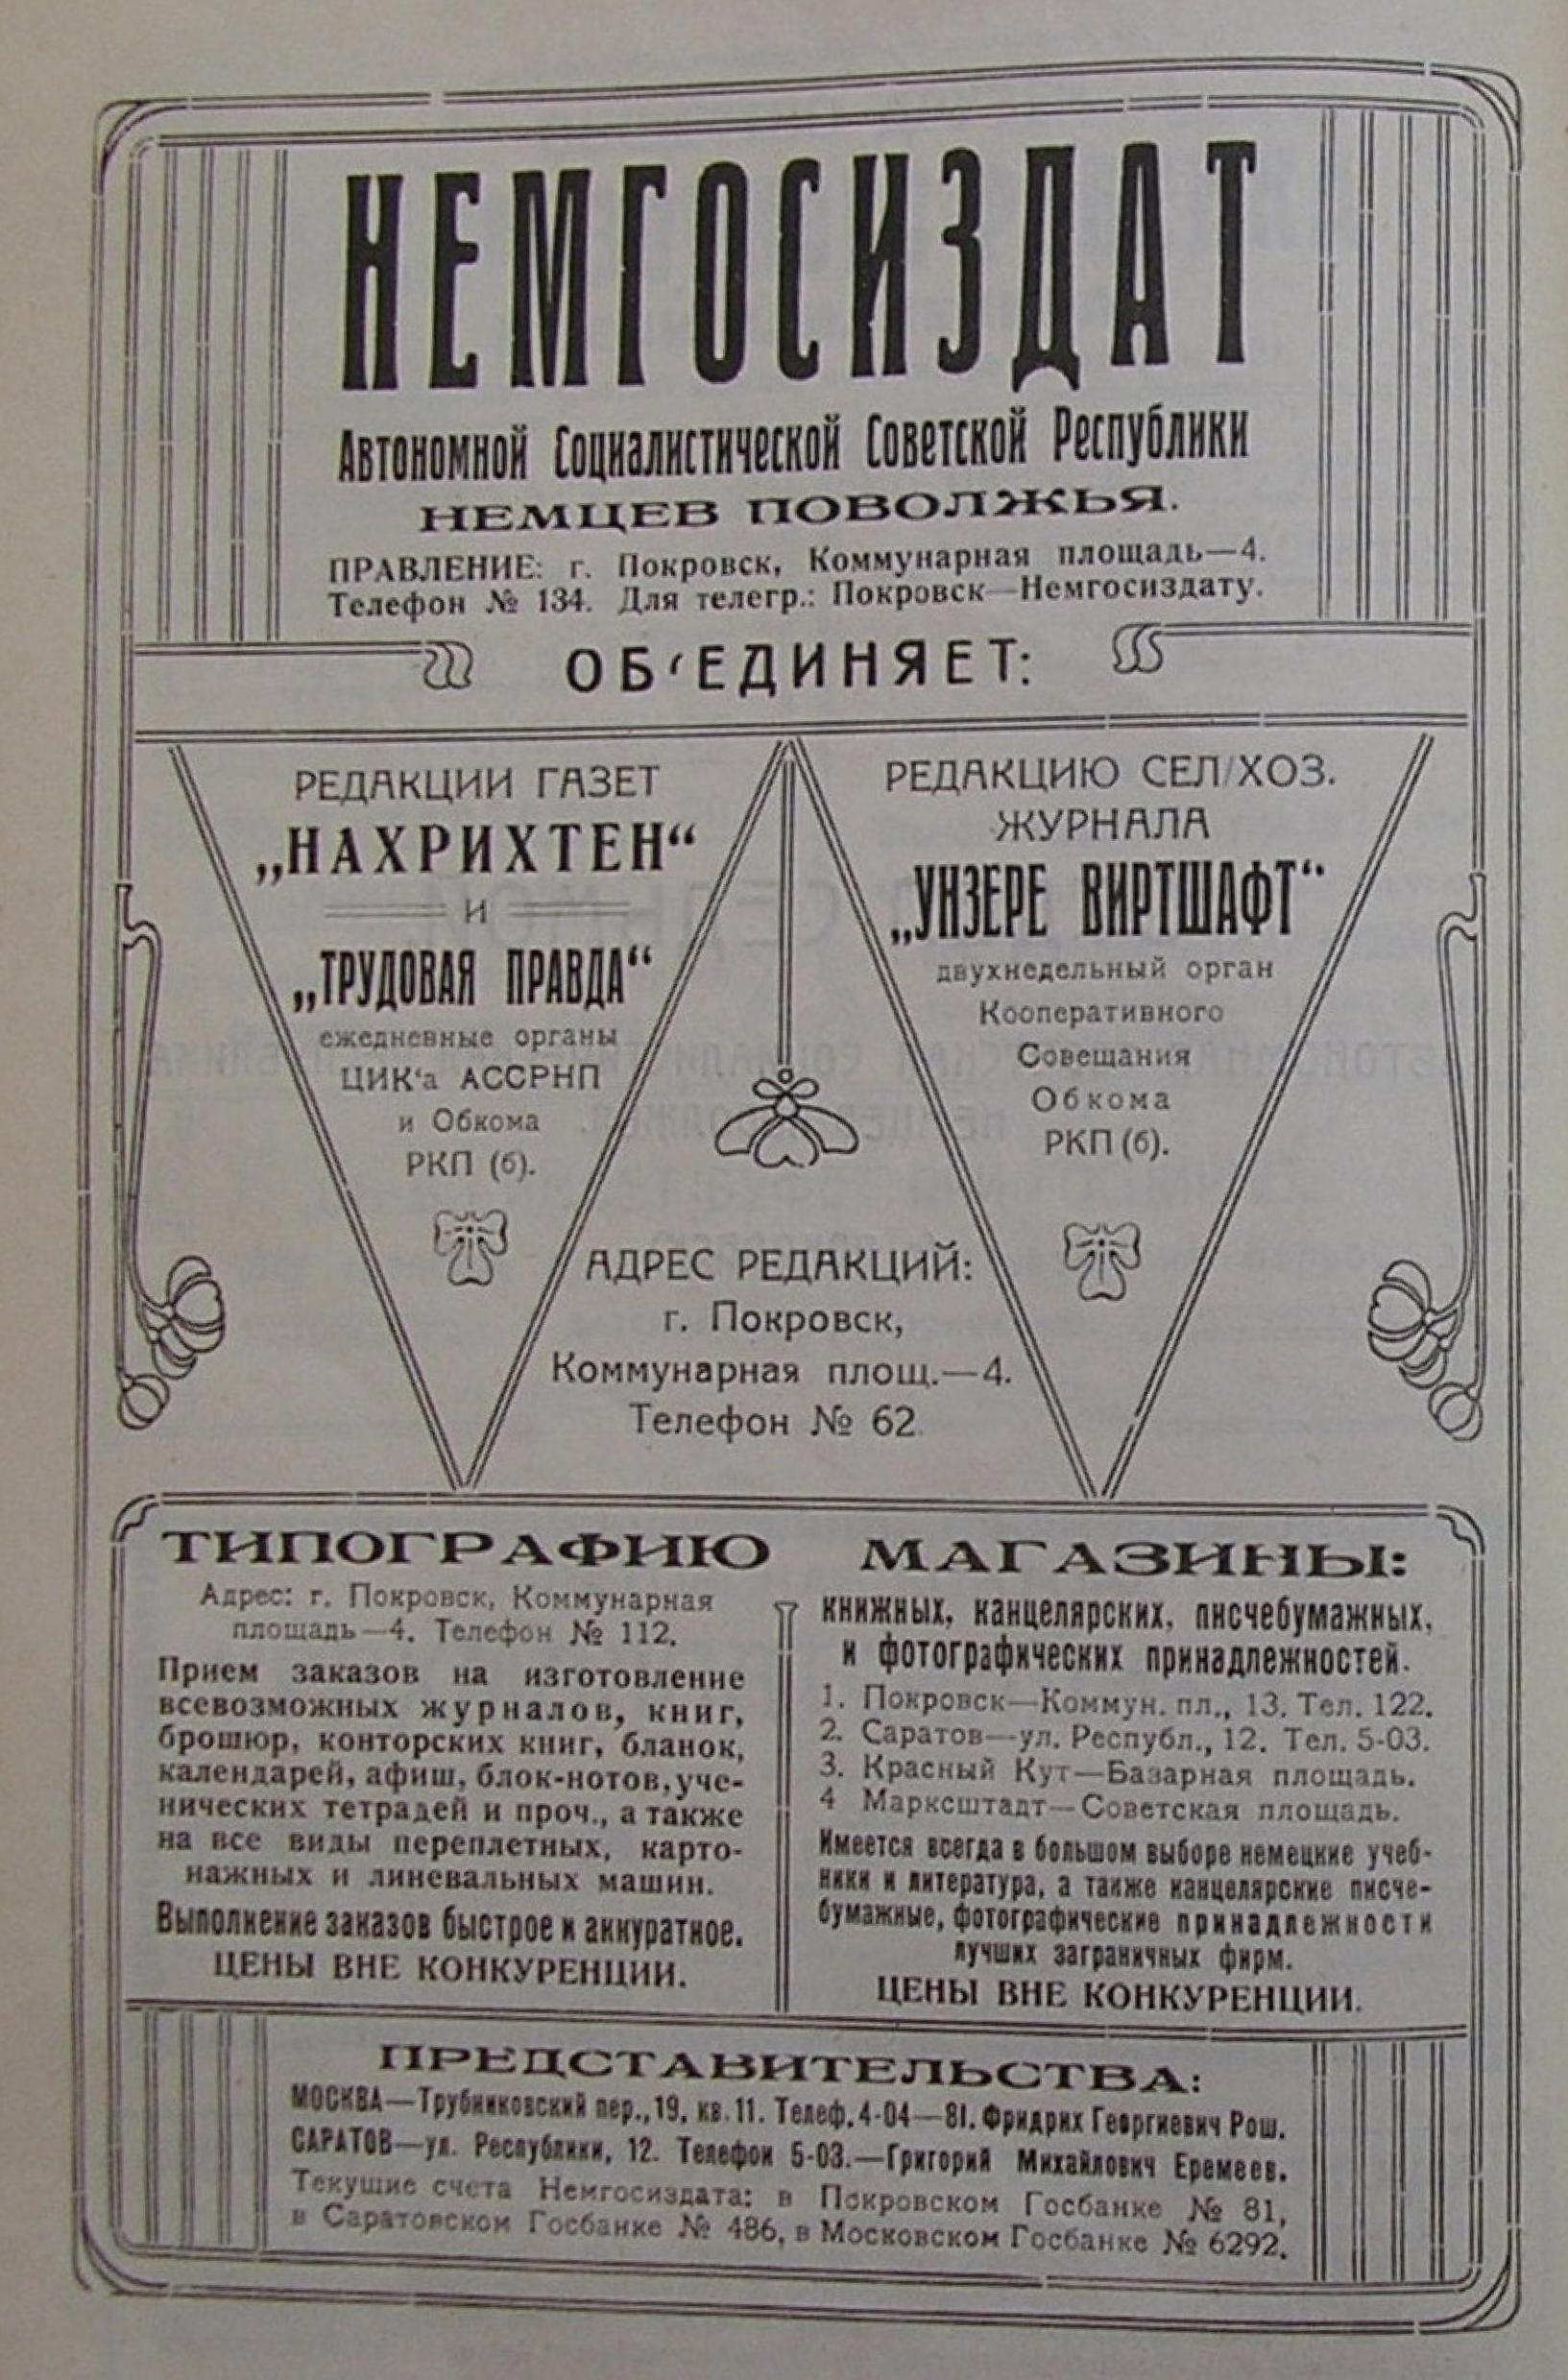 НЕМГОСИЗДАТ
Автономной Социалистической Советской Республики
НЕМЦЕВ ПОВОЛЖЬЯ.
ПРАВЛЕНИЕ: г. Покровск, Коммунарная площадь—4.
Телефон № 134. Для телегр.: Покровск—Немгосиздату.
ОБ‘ЕДИНЯЕТ:
РЕДАКЦИИ ГАЗЕТ
„НАХРИХТЕН“
И
„ТРУДОВАЯ ПРАВДА“
ежедневные органы
ЦИК‘а АССРНП
и Обкома
РКП (б).
РЕДАКЦИЮ СЕЛ/ХОЗ.
ЖУРНАЛА
„УНЗЕРЕ ВИРТШАФТ“
двухнедельный орган
Кооперативного
Совещания
Обкома
РКП (б).
АДРЕС РЕДАКЦИЙ:
г. Покровск,
Коммунарная площ.—4.
Телефон № 62
ТИПОГРАФИЮ
Адрес: г. Покровск, Коммунарная
площадь—4. Телефон № 112.
Прием заказов на изготовление
всевозможных журналов, книг,
брошюр, конторских книг, бланок,
календарей, афиш, блок-нотов, уче-
нических тетрадей и проч., а также
на все виды переплетных, карто-
нажных и линевальных машин.
Выполнение заказов быстрое и аккуратное.
ЦЕНЫ ВНЕ КОНКУРЕНЦИИ.
МАГАЗИНЫ:
книжных, канцелярских, писчебумажных,
и фотографических принадлежностей.
1. Покровск—Коммун. пл., 13. Тел. 122.
2. Саратов—ул. Республ., 12. Тел. 5-03.
3. Красный Кут—Базарная площадь.
4 Марксштадт—Советская площадь.
Имеется всегда в большом выборе немецкие учеб-
ники и литература, а также канцелярские писче-
бумажные, фотографические принадлежности
лучших заграничных фирм.
ЦЕНЫ ВНЕ КОНКУРЕНЦИИ.
ПРЕДСТАВИТЕЛЬСТВА:
МОСКВА—Трубниковский пер., 19, кв. 11. Телеф. 4-04—81. Фридрих Георгиевич Рош.
САРАТОВ—ул. Республики, 12. Телефон 5-03.—Григорий Михайлович Еремеев.
Текущие счета Немгосиздата: в Покровском Госбанке № 81,
в Саратовском Госбанке № 486, в Московском Госбанке № 6292.